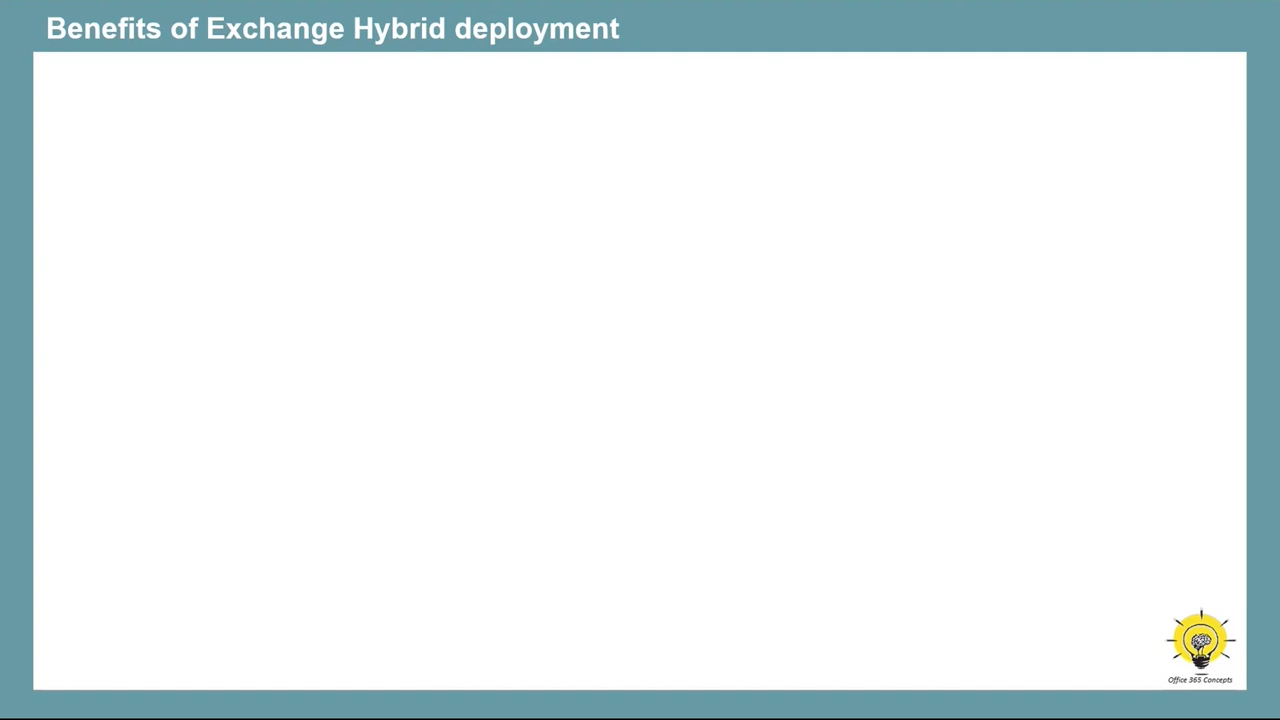 Benefits of Exchange Hybrid deployment
Office 365 Concepts